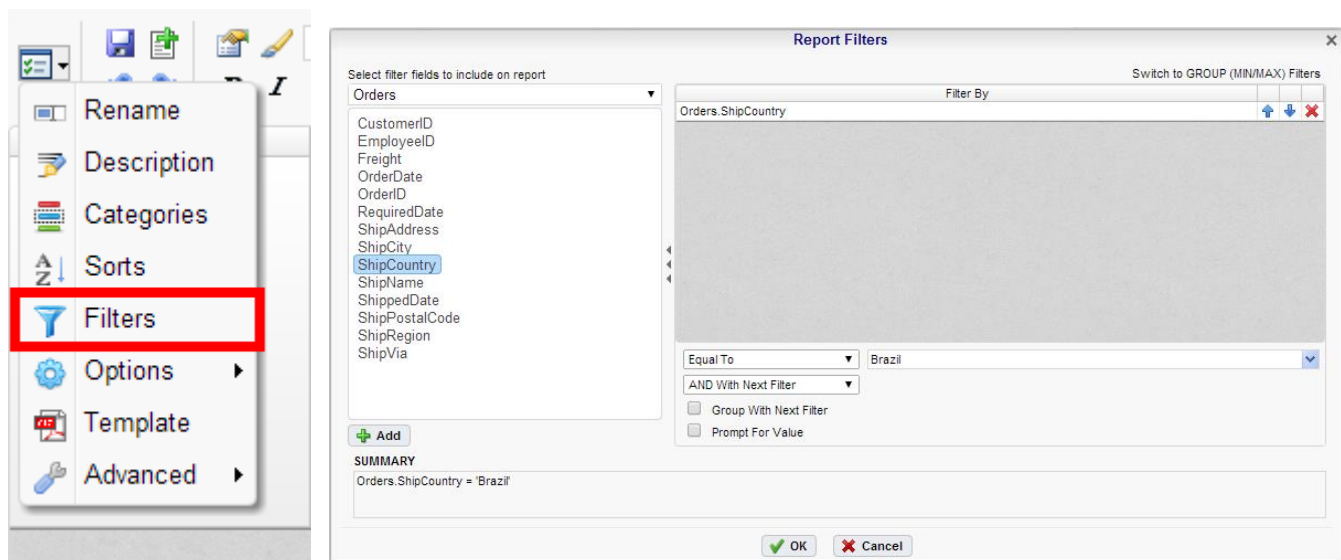 I
Rename
Description
Categories
A
Z
Sorts
Filters
Options
Template
Advanced
Report Filters
Select filter fields to include on report
Switch to GROUP (MIN/MAX) Filters
Orders
Filter By
Orders.ShipCountry
CustomerID
EmployeeID
Freight
OrderDate
OrderID
RequiredDate
ShipAddress
ShipCity
ShipCountry
ShipName
ShippedDate
ShipPostalCode
ShipRegion
ShipVia
Equal To
Brazil
AND With Next Filter
Group With Next Filter
Prompt For Value
Add
SUMMARY
Orders.ShipCountry = 'Brazil'
OK
Cancel